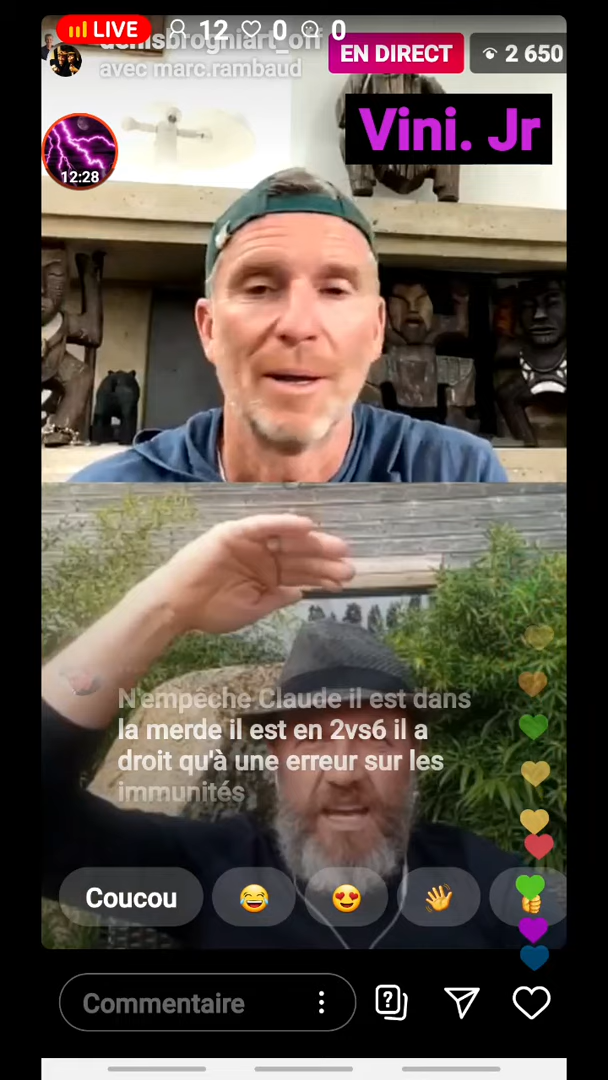 LIVE 12 0 0
denisbrogniart_off
avec marc.rambaud
EN DIRECT
2 650
Vini. Jr
12:28
N'empêche Claude il est dans
la merde il est en 2vs6 il a
droit qu'à une erreur sur les
immunités
Coucou
Commentaire